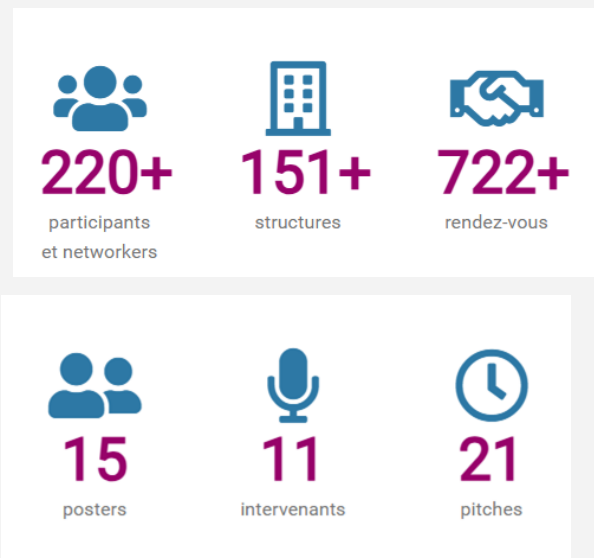 220+ 151+ 722+
participants structures rendez-vous
et networkers
15 11 21
posters intervenants pitches